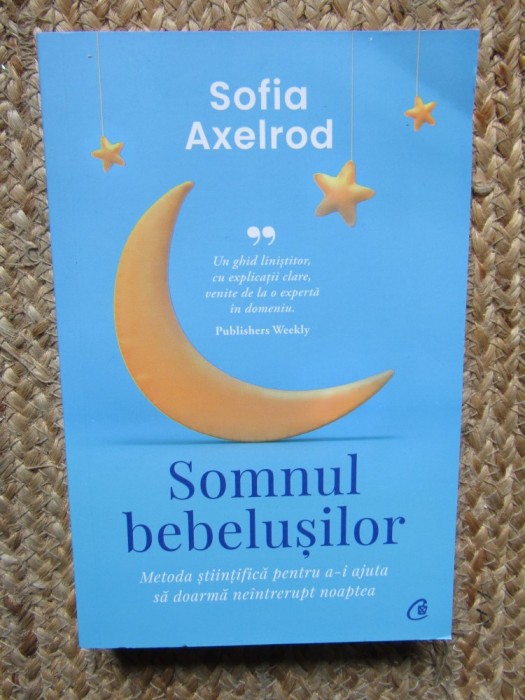 Sofia
Axelrod
”
Un ghid liniștitor,
cu explicații clare,
venite de la o expertă
în domeniu.
Publishers Weekly
Somnul
bebelușilor
Metoda științifică pentru a-i ajuta
să doarmă neîntrerupt noaptea